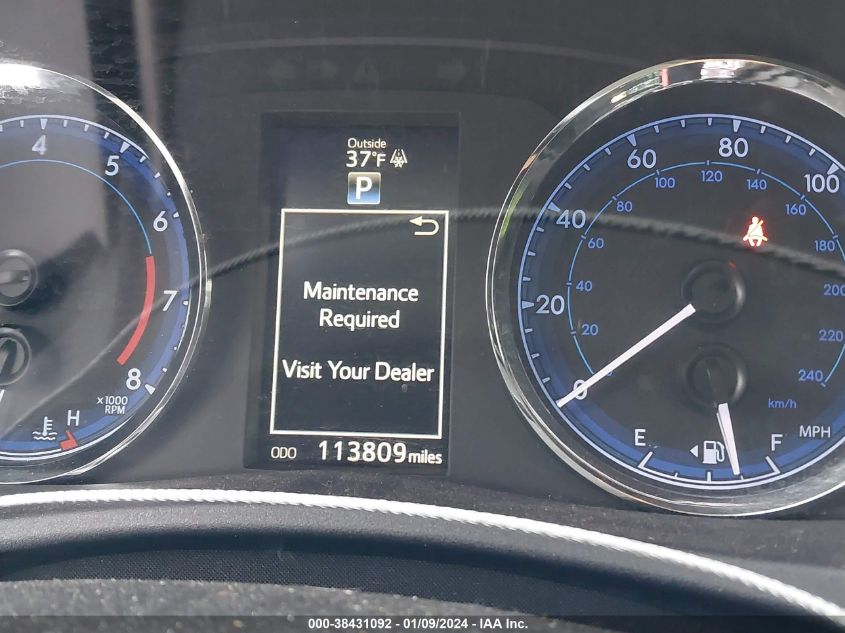 Outside
37°F
P
Maintenance
Required
Visit Your Dealer
ODO 113809 miles
4
5
6
7
8
x1000
RPM
H
0
20
40
60
80
100
20
40
60
80
100
120
140
160
180
200
220
240
km/h
MPH
E
F
000-38431092 - 01/09/2024 - IAA Inc.